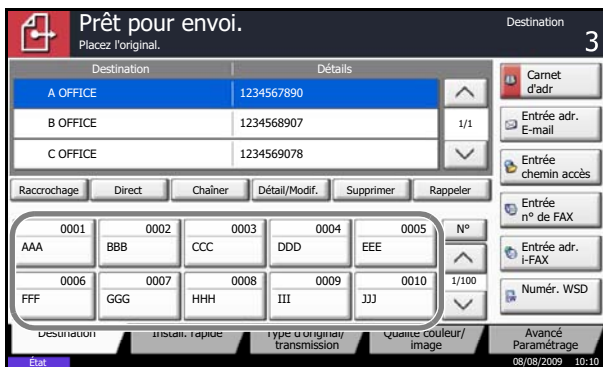 Prêt pour envoi.
Placez l'original.
Destination
3
Destination Détails
A OFFICE 1234567890
B OFFICE 1234568907
1/1
C OFFICE 1234569078
Carnet
d'adr
Entrée adr.
E-mail
Entrée
chemin accès
Entrée
n° de FAX
Entrée adr.
i-FAX
Numér. WSD
Raccrochage Direct Chaîner Détail/Modif. Supprimer Rappeler
0001 0002 0003 0004 0005 N°
AAA BBB CCC DDD EEE
0006 0007 0008 0009 0010 1/100
FFF GGG HHH III JJJ
Destination Install. rapide Type d'original/
transmission
Qualité couleur/
image
Avancé
Paramétrage
État 08/08/2009 10:10